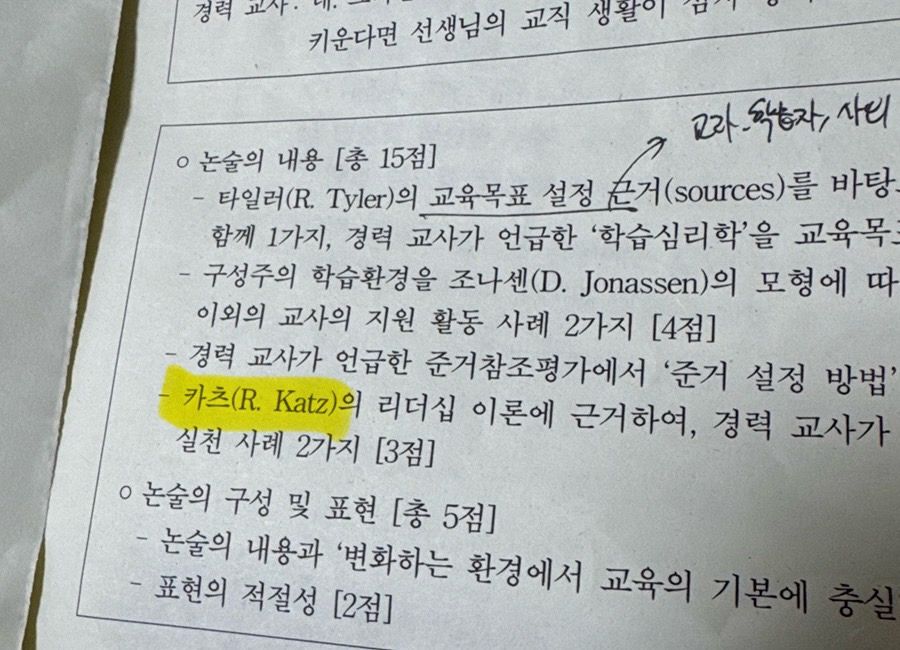 경력 교사: 네.
키운다면 선생님의 교직 생활이
교과, 학습자, 사회
○ 논술의 내용 [총 15점]
- 타일러(R. Tyler)의 교육목표 설정 근거(sources)를 바탕
함께 1가지, 경력 교사가 언급한 ‘학습심리학’을 교육목
- 구성주의 학습환경을 조나센(D. Jonassen)의 모형에 따
이외의 교사의 지원 활동 사례 2가지 [4점]
- 경력 교사가 언급한 준거참조평가에서 ‘준거 설정 방법’
- 카츠(R. Katz)의 리더십 이론에 근거하여, 경력 교사가
실천 사례 2가지 [3점]
○ 논술의 구성 및 표현 [총 5점]
- 논술의 내용과 ‘변화하는 환경에서 교육의 기본에 충실
- 표현의 적절성 [2점]